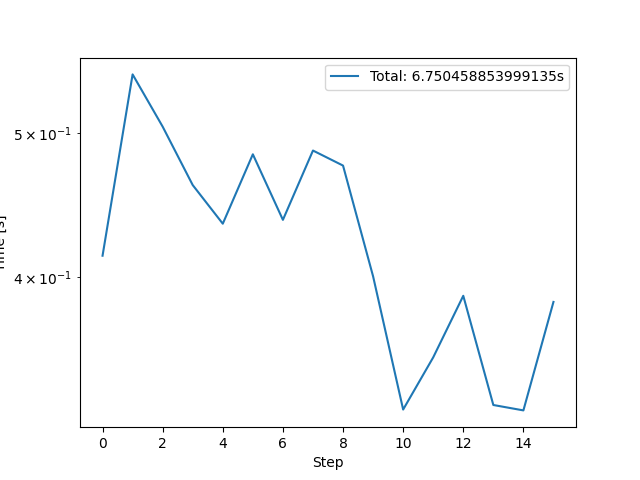 Total: 6.750458853999135s
5 × 10⁻¹
4 × 10⁻¹
[s]
0 2 4 6 8 10 12 14
Step